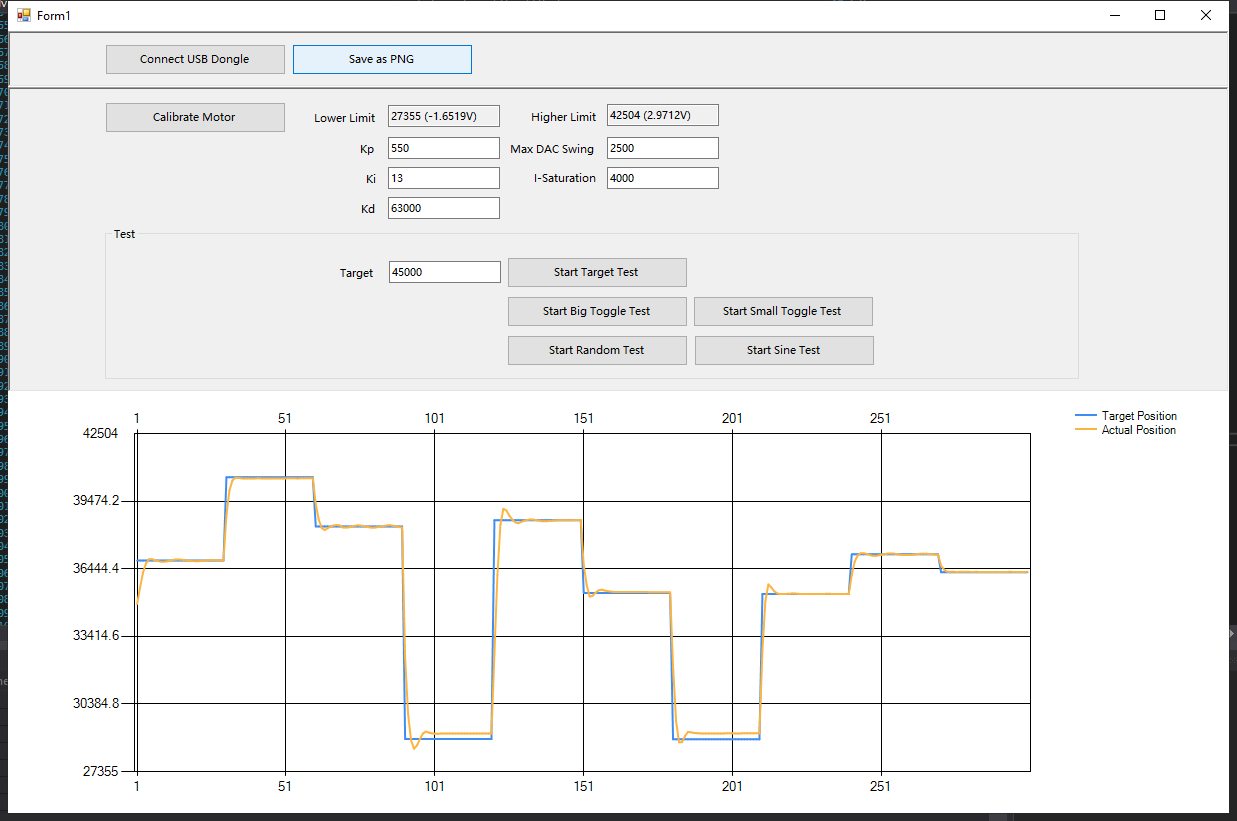 Form1
Connect USB Dongle
Save as PNG
Calibrate Motor
Lower Limit
27355 (-1.6519V)
Higher Limit
42504 (2.9712V)
Kp
550
Max DAC Swing
2500
Ki
13
I-Saturation
4000
Kd
63000
Test
Target
45000
Start Target Test
Start Big Toggle Test
Start Small Toggle Test
Start Random Test
Start Sine Test
1 51 101 151 201 251
Target Position
Actual Position
42504
39474.2
36444.4
33414.6
30384.8
27355
1 51 101 151 201 251